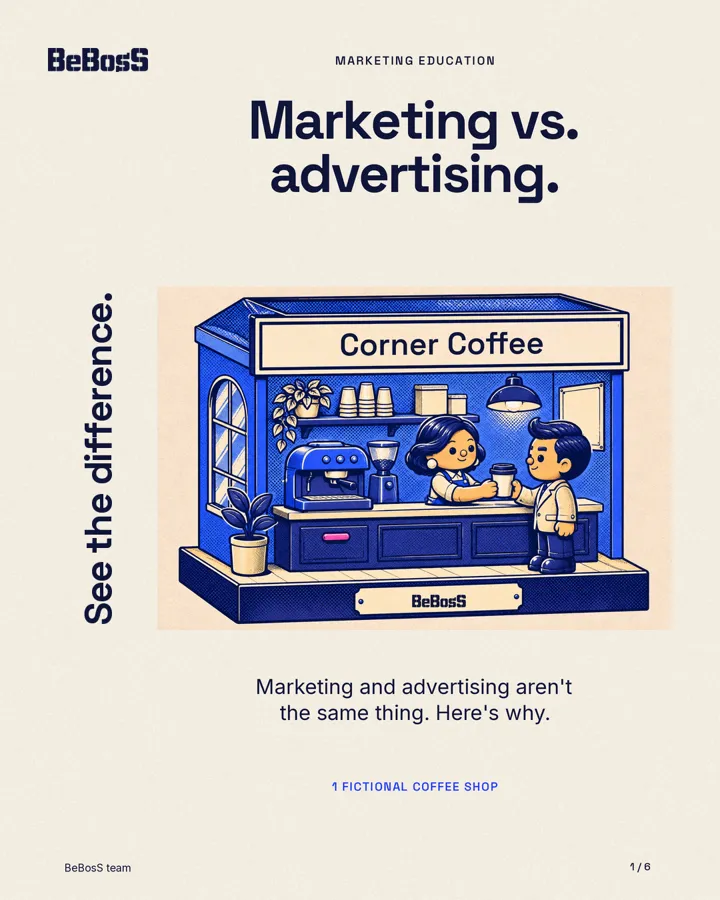 BeBosS
MARKETING EDUCATION
Marketing vs.
advertising.
See the difference.
Corner Coffee
BeBosS
Marketing and advertising aren't
the same thing. Here's why.
1 FICTIONAL COFFEE SHOP
BeBosS team
1 / 6